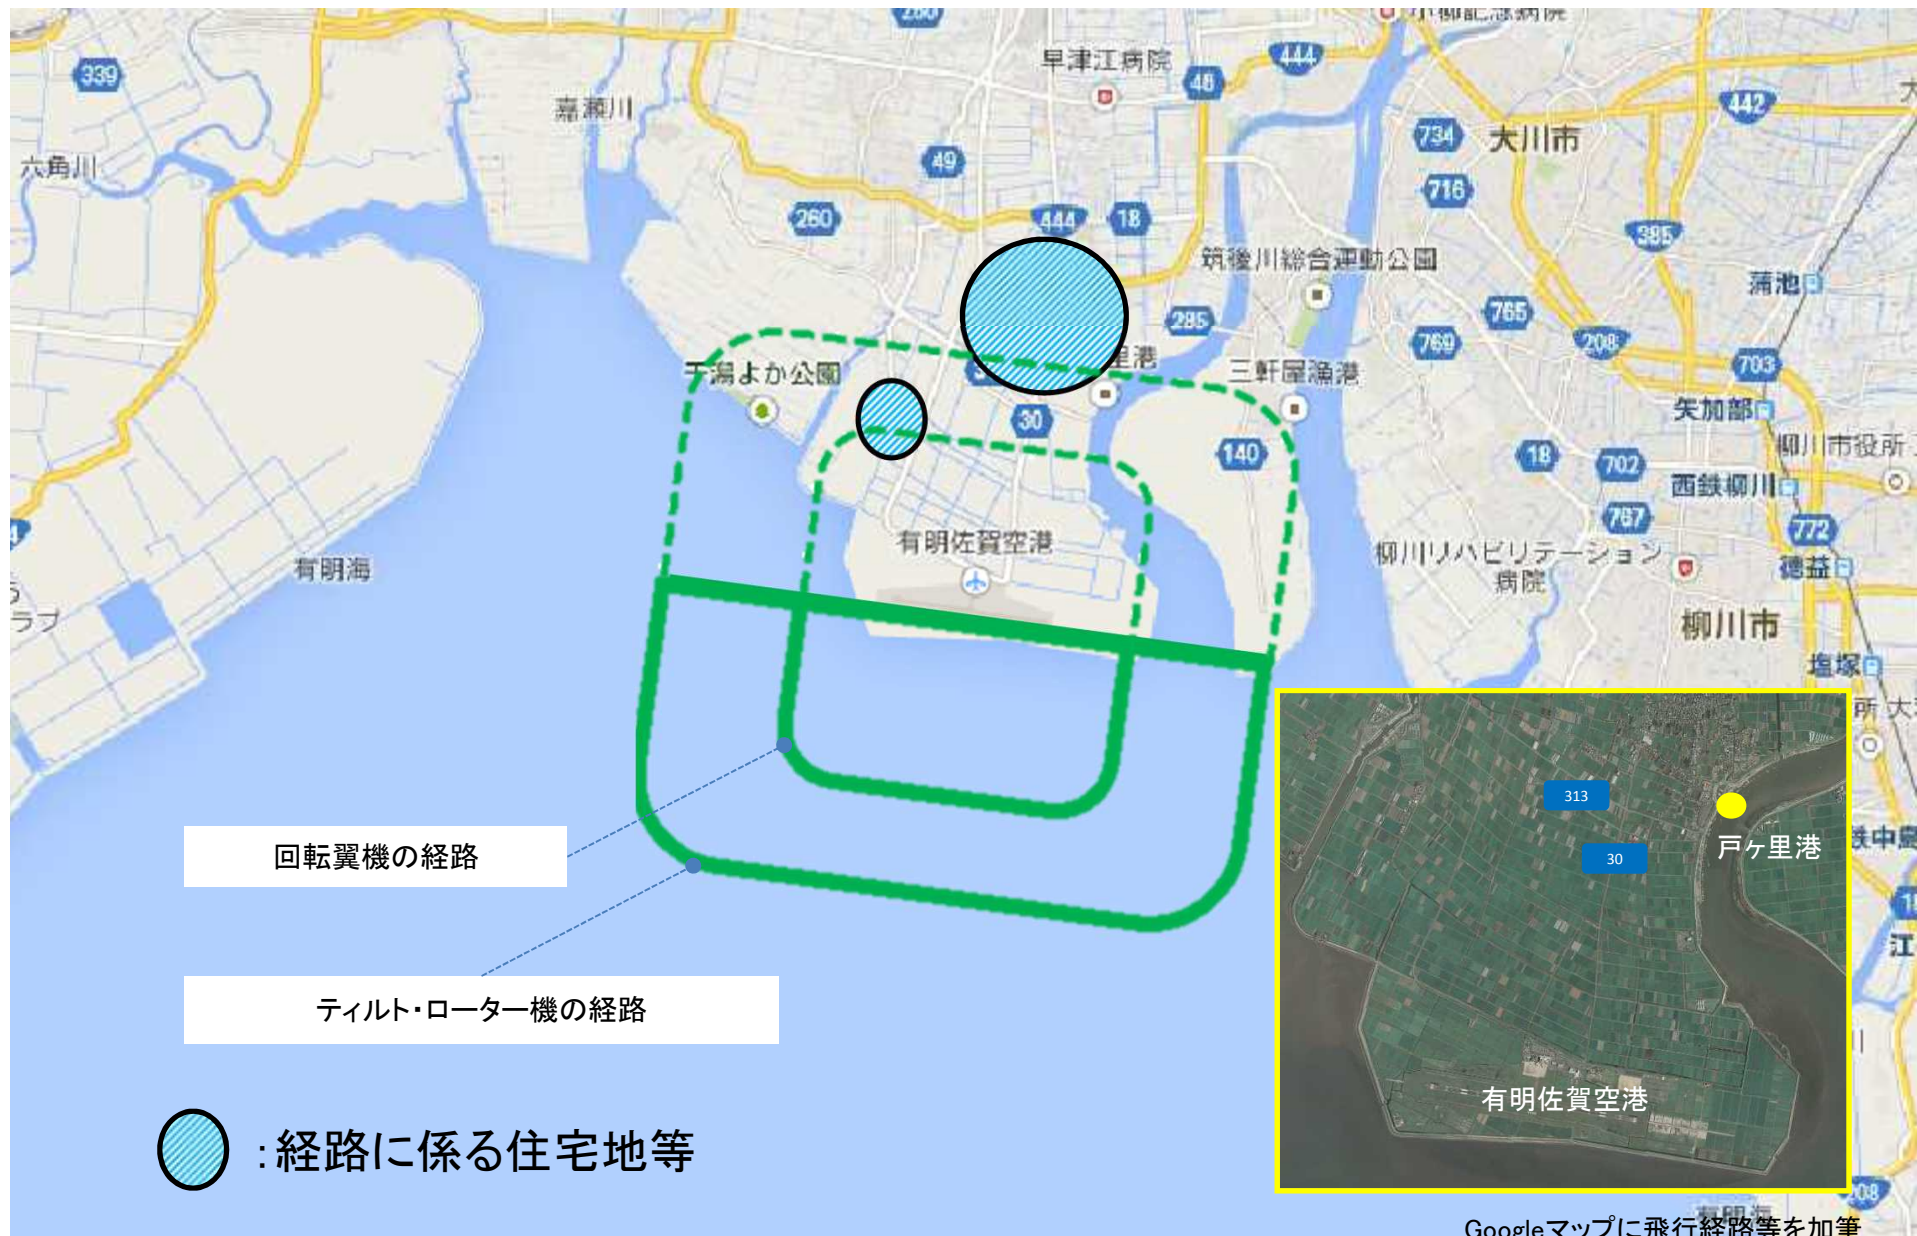 339
嘉瀬川
早津江病院
48
444
442
734
大川市
六角川
49
716
260
444
18
385
筑後川総合運動公園
蒲池
285
765
769
208
703
干潟よか公園
里港
三軒屋漁港
矢加部
30
140
18
702
柳川市役所
西鉄柳川
767
772
有明佐賀空港
有明海
柳川リハビリテーション
病院
徳益
ラブ
柳川市
塩塚
313
戸ヶ里港
30
回転翼機の経路
ティルト・ローター機の経路
有明佐賀空港
:経路に係る住宅地等
208
有明海
Googleマップに飛行経路等を加筆